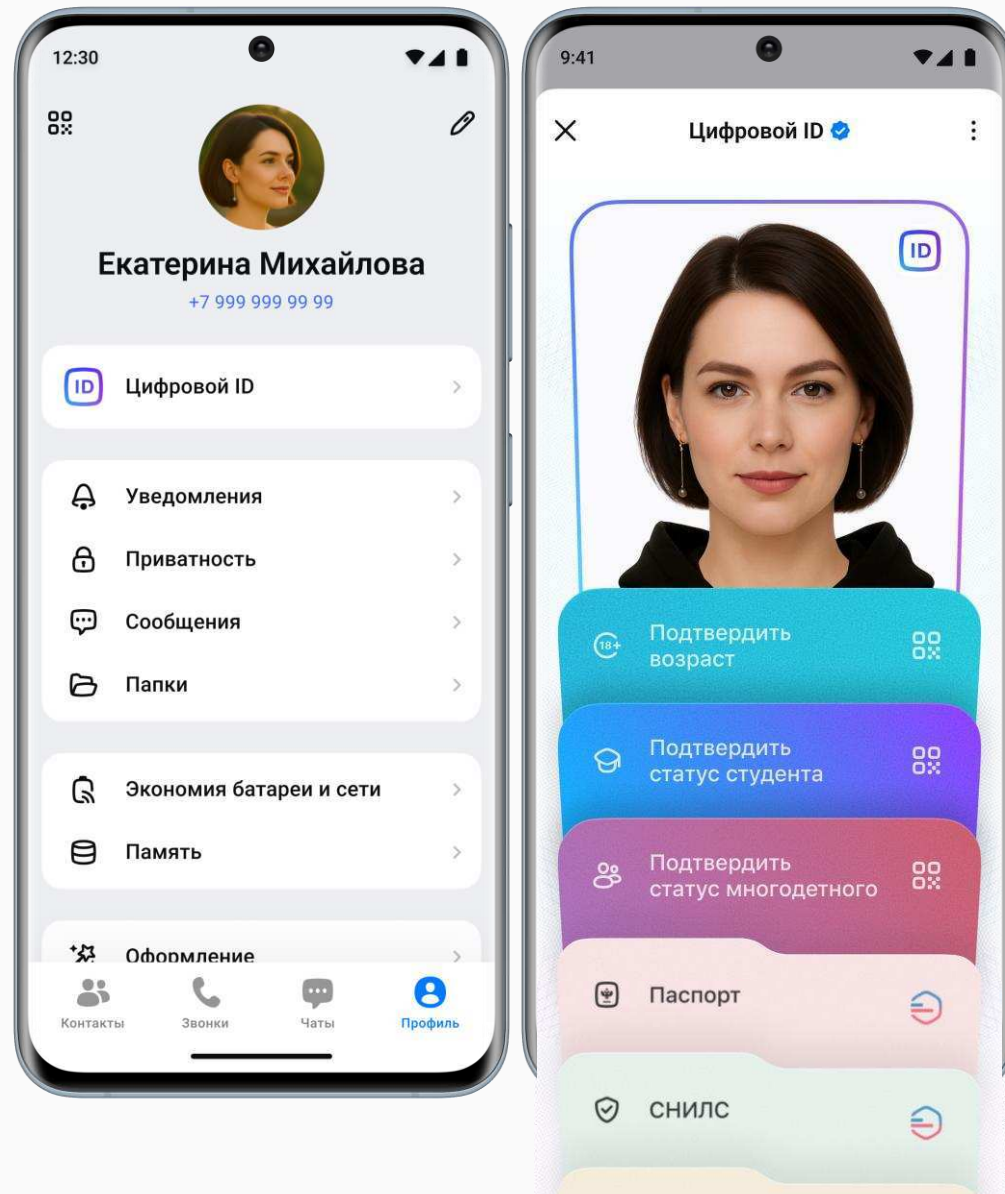 12:30
Екатерина Михайлова
+7 999 999 99 99
ID
Цифровой ID
Уведомления
Приватность
Сообщения
Папки
Экономия батареи и сети
Память
Оформление
Контакты
Звонки
Чаты
Профиль
9:41
Цифровой ID
ID
18+
Подтвердить
возраст
Подтвердить
статус студента
Подтвердить
статус многодетного
Паспорт
СНИЛС